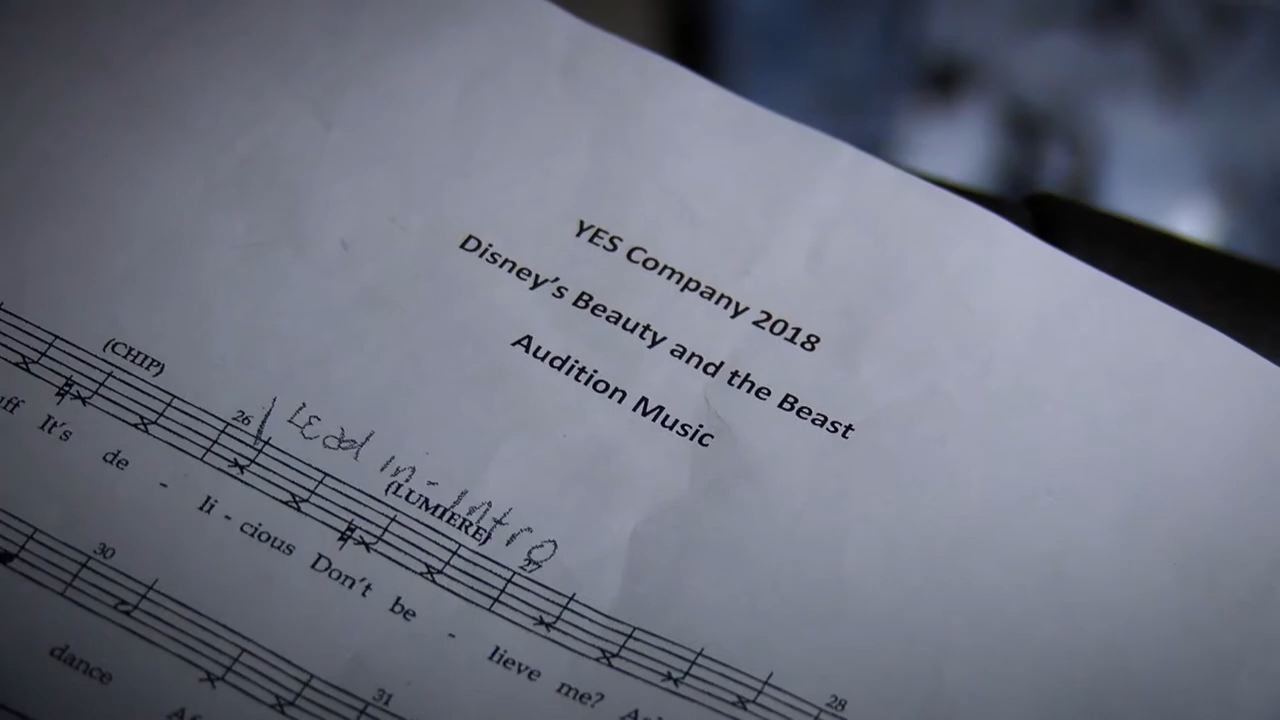 YES Company 2018
Disney's Beauty and the Beast
Audition Music
(CHIP)
26 Lead in-Intro
(LUMIERE)
27
28
It's de - li - cious Don't be - lieve me?
30
31
dance